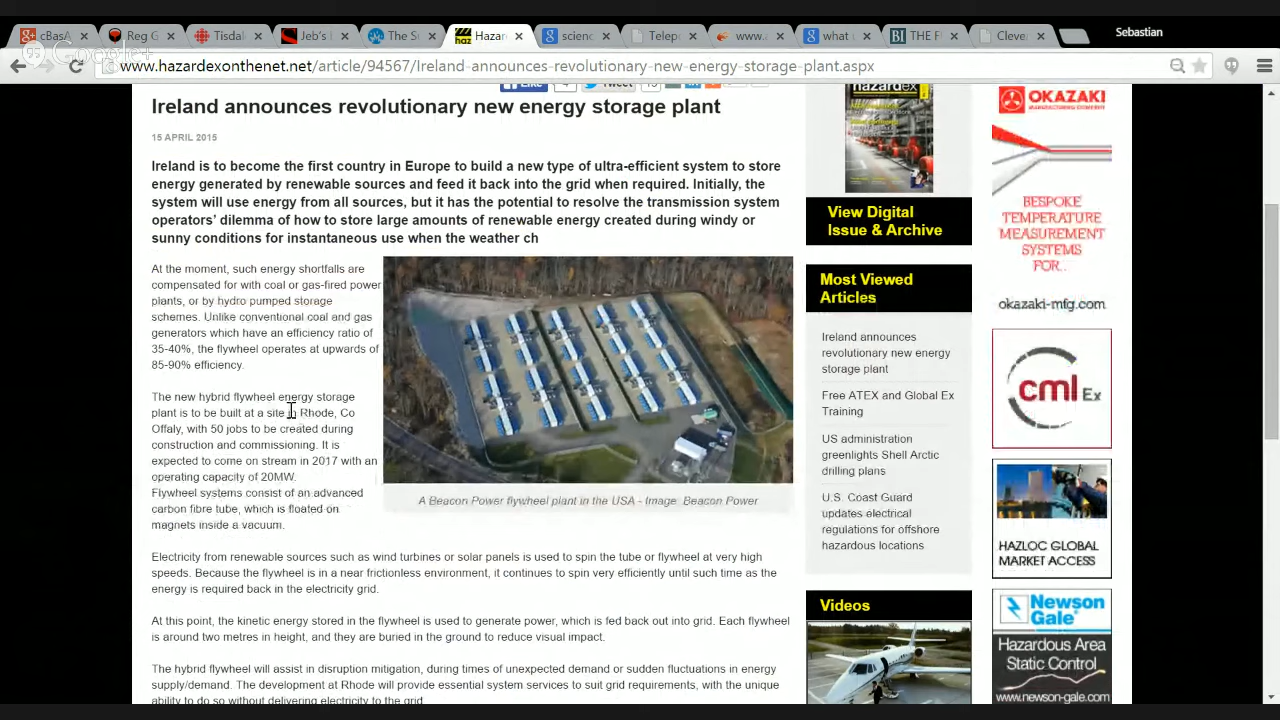 cBasA
Reg G
Tisdal
Jeb's
The S
Hazar
scienc
Telep
www.a
what
THE F
Clever
Sebastian
Google+
www.hazardexonthenet.net/article/94567/Ireland-announces-revolutionary-new-energy-storage-plant.aspx
Like
Tweet
Ireland announces revolutionary new energy storage plant
15 APRIL 2015
Ireland is to become the first country in Europe to build a new type of ultra-efficient system to store
energy generated by renewable sources and feed it back into the grid when required. Initially, the
system will use energy from all sources, but it has the potential to resolve the transmission system
operators' dilemma of how to store large amounts of renewable energy created during windy or
sunny conditions for instantaneous use when the weather ch
At the moment, such energy shortfalls are
compensated for with coal or gas-fired power
plants, or by hydro pumped storage
schemes. Unlike conventional coal and gas
generators which have an efficiency ratio of
35-40%, the flywheel operates at upwards of
85-90% efficiency.
The new hybrid flywheel energy storage
plant is to be built at a site in Rhode, Co
Offaly, with 50 jobs to be created during
construction and commissioning. It is
expected to come on stream in 2017 with an
operating capacity of 20MW.
Flywheel systems consist of an advanced
carbon fibre tube, which is floated on
magnets inside a vacuum.
A Beacon Power flywheel plant in the USA - Image: Beacon Power
Electricity from renewable sources such as wind turbines or solar panels is used to spin the tube or flywheel at very high
speeds. Because the flywheel is in a near frictionless environment, it continues to spin very efficiently until such time as the
energy is required back in the electricity grid.
At this point, the kinetic energy stored in the flywheel is used to generate power, which is fed back out into grid. Each flywheel
is around two metres in height, and they are buried in the ground to reduce visual impact.
The hybrid flywheel will assist in disruption mitigation, during times of unexpected demand or sudden fluctuations in energy
supply/demand. The development at Rhode will provide essential system services to suit grid requirements, with the unique
ability to do so without delivering electricity to the grid
hazardex
View Digital
Issue & Archive
Most Viewed
Articles
Ireland announces
revolutionary new energy
storage plant
Free ATEX and Global Ex
Training
US administration
greenlights Shell Arctic
drilling plans
U.S. Coast Guard
updates electrical
regulations for offshore
hazardous locations
Videos
OKAZAKI
MANUFACTURING COMPANY
BESPOKE
TEMPERATURE
MEASUREMENT
SYSTEMS
FOR..
okazaki-mfg.com
cml Ex
HAZLOC GLOBAL
MARKET ACCESS
Newson
Gale®
Hazardous Area
Static Control
www.newson-gale.com